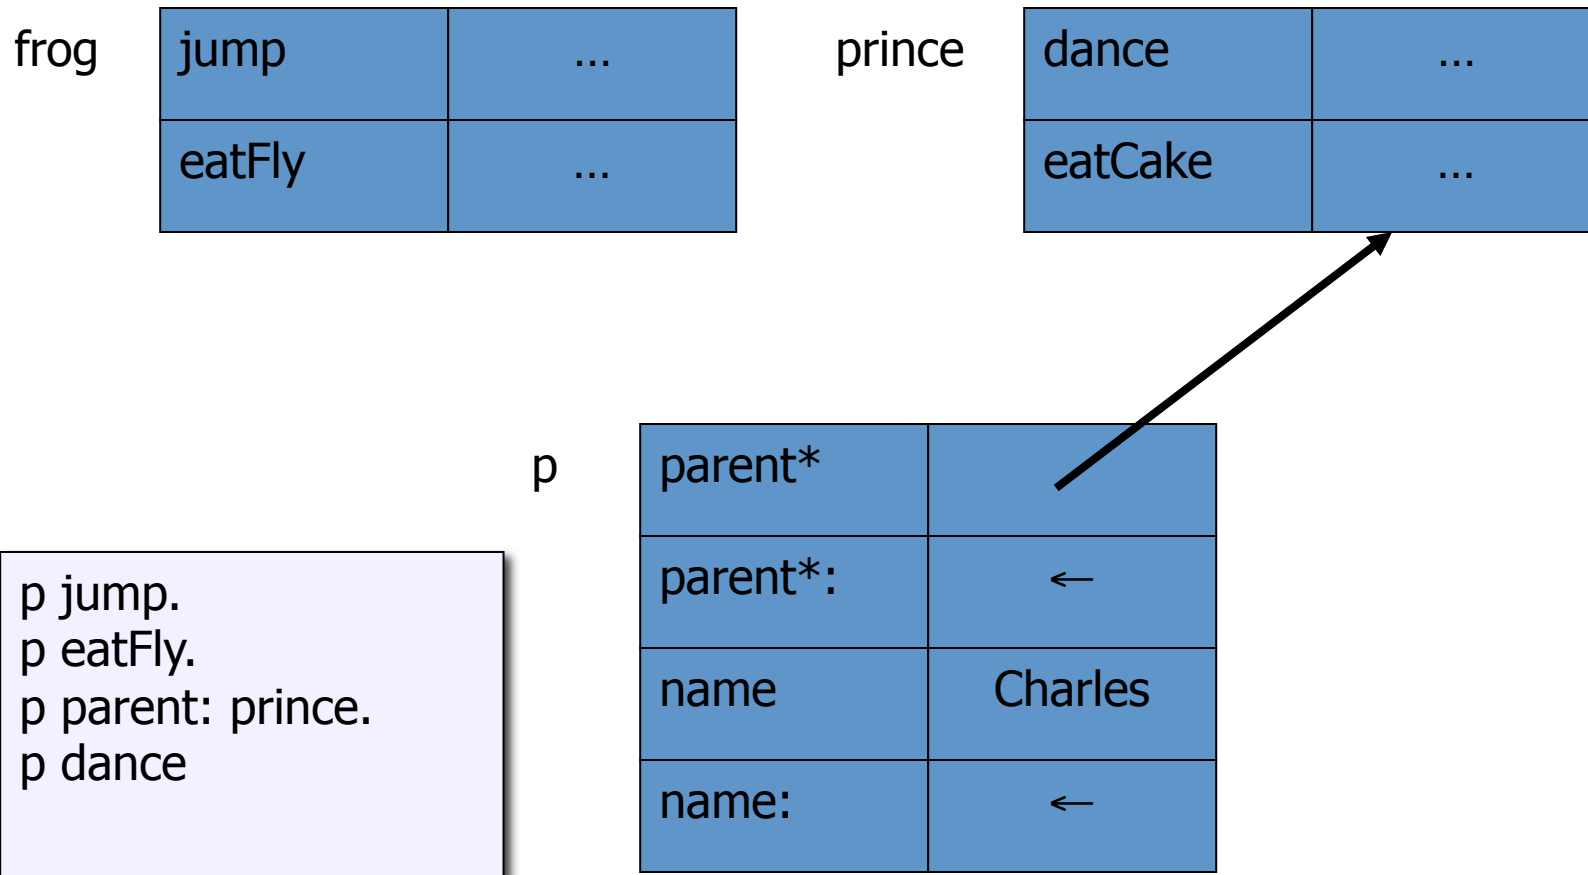 frog jump … prince dance …
eatFly … eatCake …
p parent*
parent*: ←
name Charles
name: ←
p jump.
p eatFly.
p parent: prince.
p dance